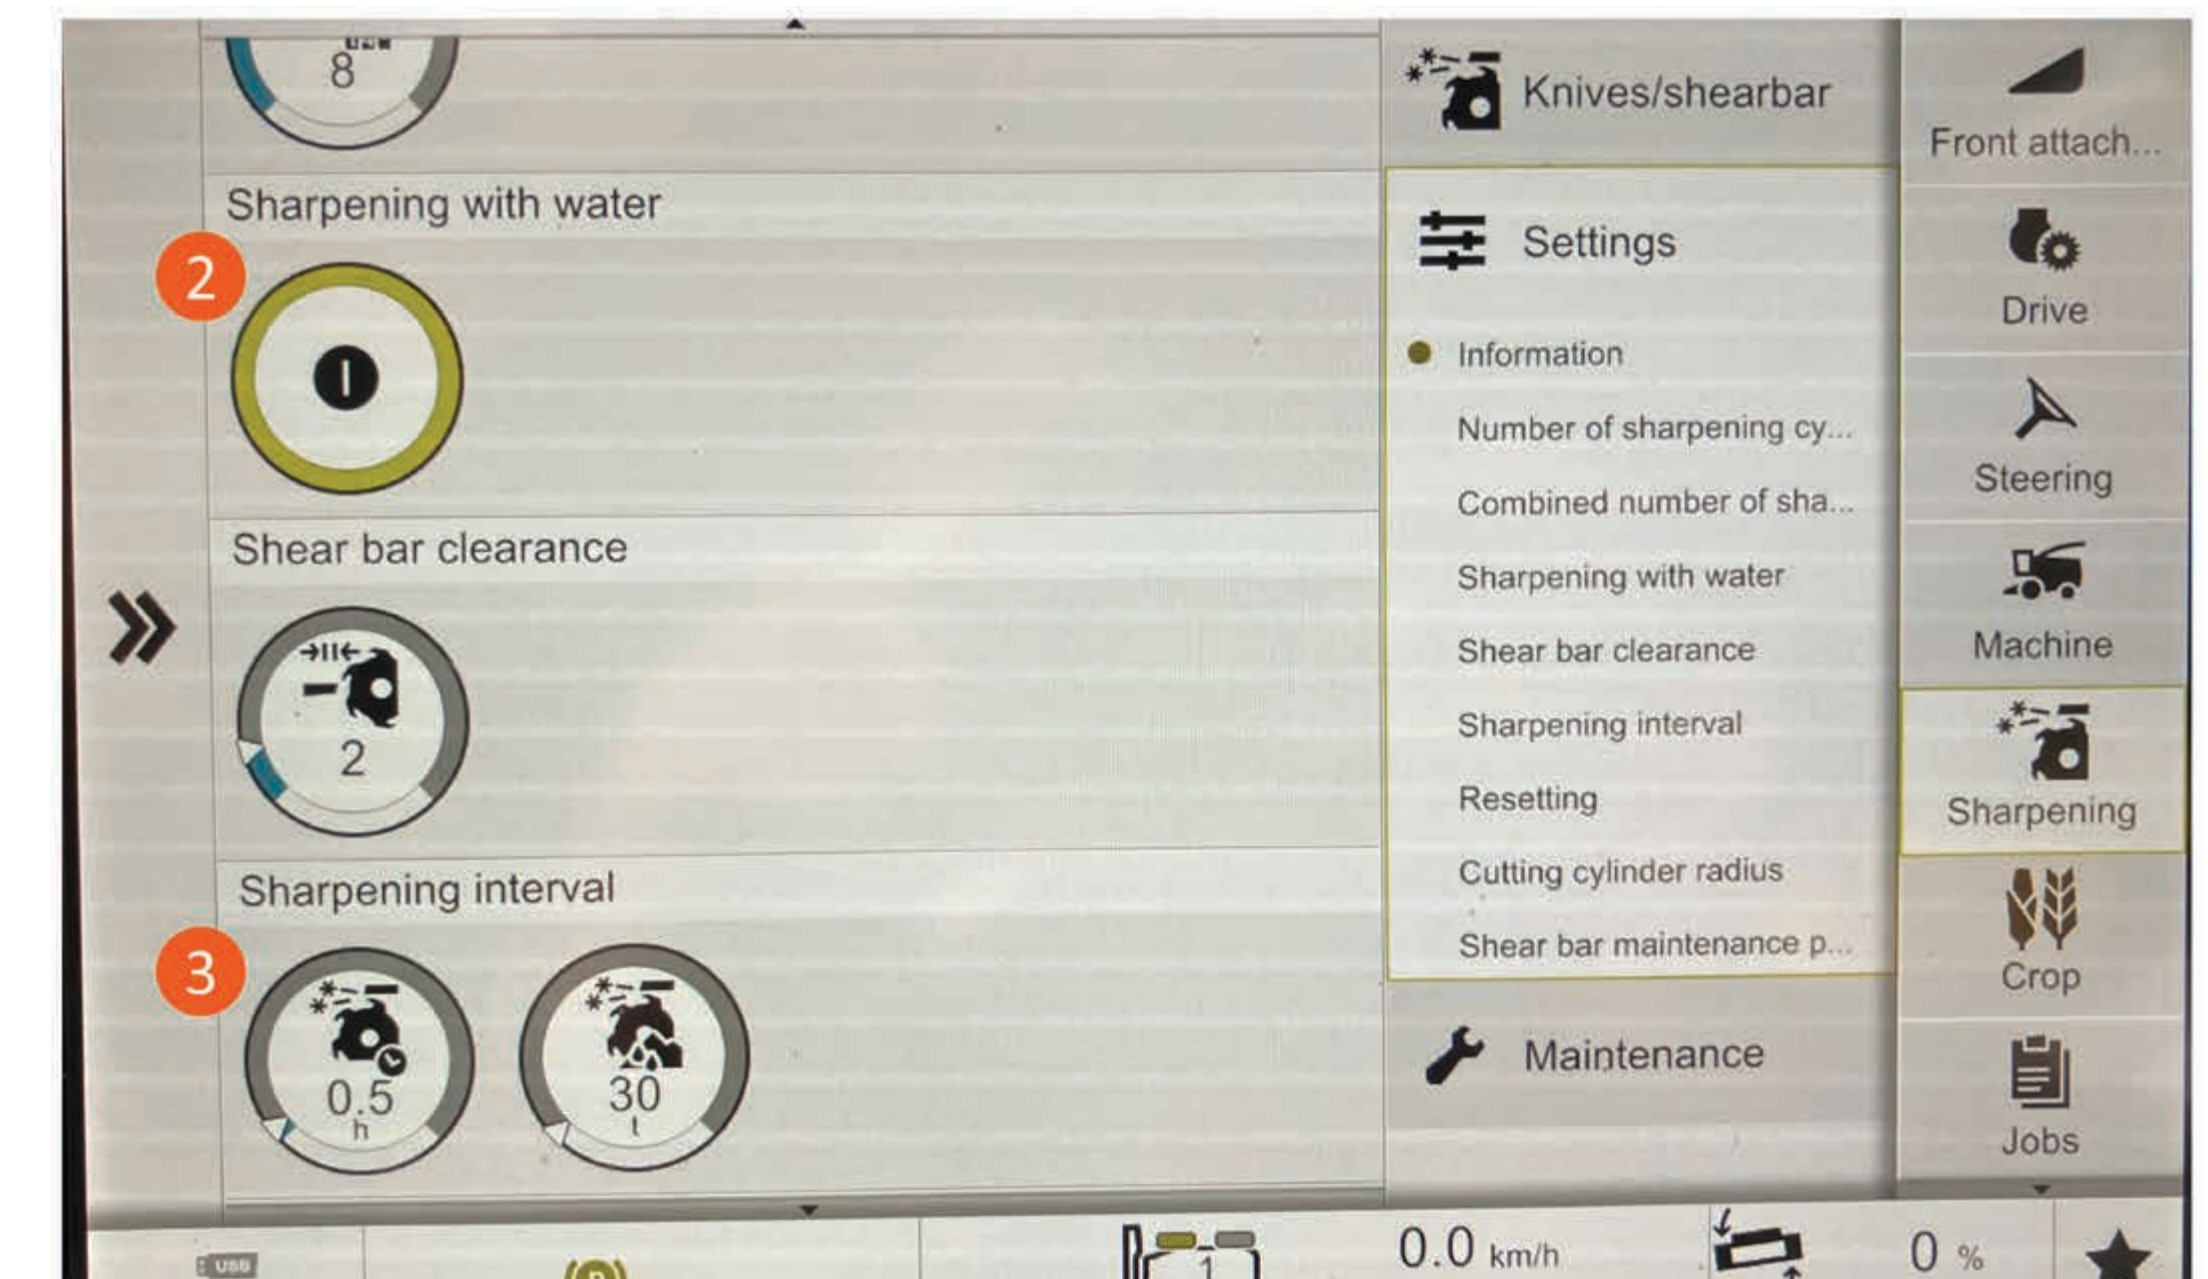 8
Sharpening with water
2
Shear bar clearance
2
Sharpening interval
3
0.5
h
30
t
Knives/shearbar
Settings
Information
Number of sharpening cy...
Combined number of sha...
Sharpening with water
Shear bar clearance
Sharpening interval
Resetting
Cutting cylinder radius
Shear bar maintenance p...
Maintenance
Front attach...
Drive
Steering
Machine
Sharpening
Crop
Jobs
USB
P
1
0.0 km/h
0 %